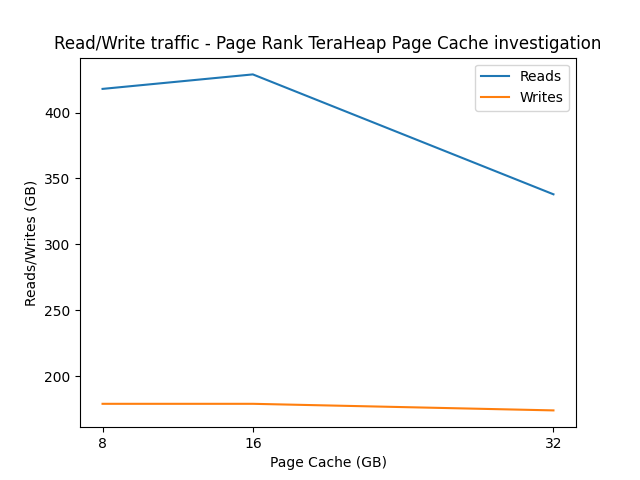 Read/Write traffic - Page Rank TeraHeap Page Cache investigation
Reads
Writes
400
350
300
250
200
Reads/Writes (GB)
8
16
32
Page Cache (GB)